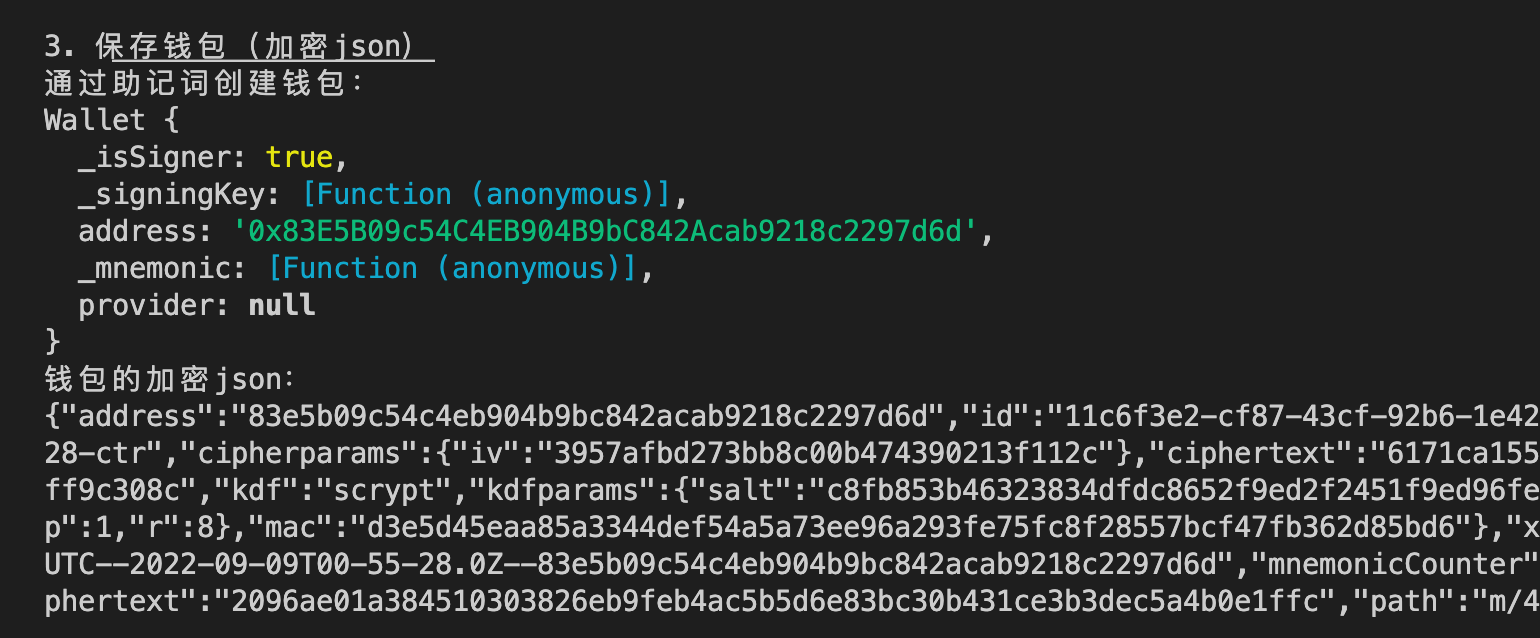 3. 保存钱包（加密json）
通过助记词创建钱包：
Wallet {
  _isSigner: true,
  _signingKey: [Function (anonymous)],
  address: '0x83E5B09c54C4EB904B9bC842Acab9218c2297d6d',
  _mnemonic: [Function (anonymous)],
  provider: null
}
钱包的加密json：
{"address":"83e5b09c54c4eb904b9bc842acab9218c2297d6d","id":"11c6f3e2-cf87-43cf-92b6-1e42
28-ctr","cipherparams":{"iv":"3957afbd273bb8c00b474390213f112c"},"ciphertext":"6171ca155
ff9c308c","kdf":"scrypt","kdfparams":{"salt":"c8fb853b46323834dfdc8652f9ed2f2451f9ed96fe
p":1,"r":8},"mac":"d3e5d45eaa85a3344def54a5a73ee96a293fe75fc8f28557bcf47fb362d85bd6"},"x
UTC--2022-09-09T00-55-28.0Z--83e5b09c54c4eb904b9bc842acab9218c2297d6d","mnemonicCounter"
phertext":"2096ae01a384510303826eb9feb4ac5b5d6e83bc30b431ce3b3dec5a4b0e1ffc","path":"m/4